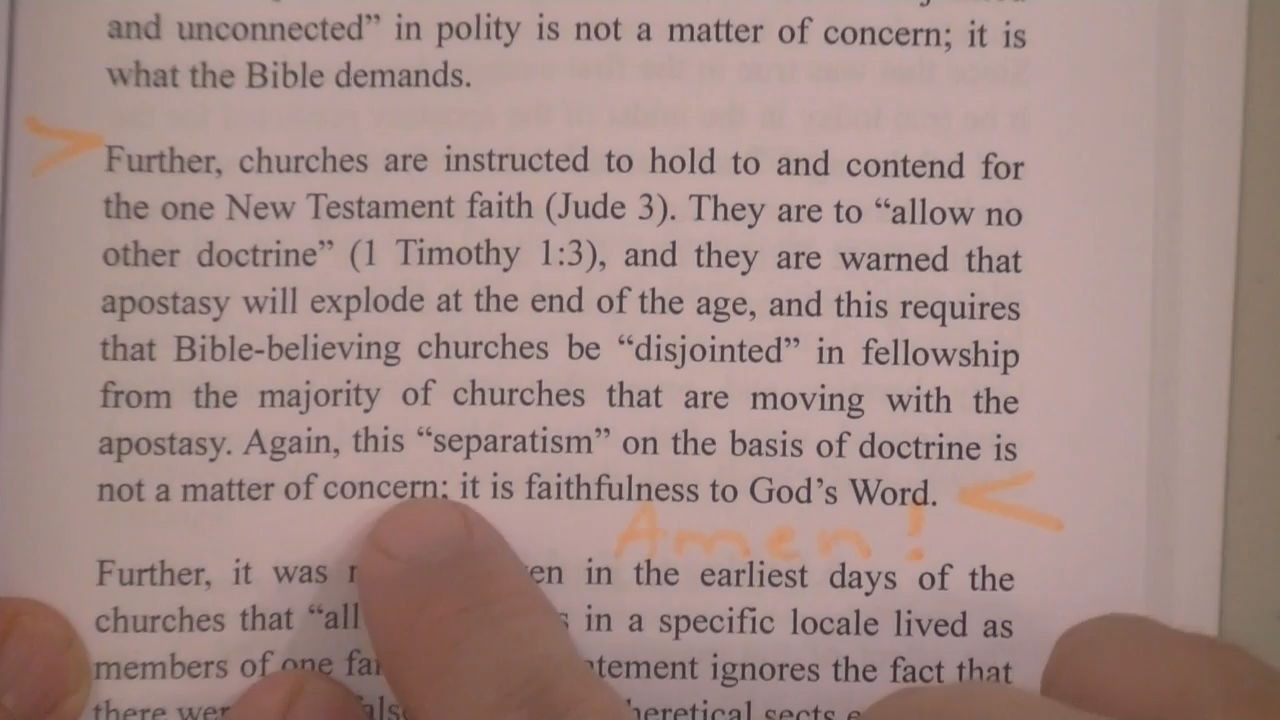 and unconnected” in polity is not a matter of concern; it is
what the Bible demands.
Further, churches are instructed to hold to and contend for
the one New Testament faith (Jude 3). They are to “allow no
other doctrine” (1 Timothy 1:3), and they are warned that
apostasy will explode at the end of the age, and this requires
that Bible-believing churches be “disjointed” in fellowship
from the majority of churches that are moving with the
apostasy. Again, this “separatism” on the basis of doctrine is
not a matter of concern; it is faithfulness to God’s Word.
Amen!
Further, it was in the earliest days of the
churches that “all in a specific locale lived as
members of one ignores the fact that
there heretical sects